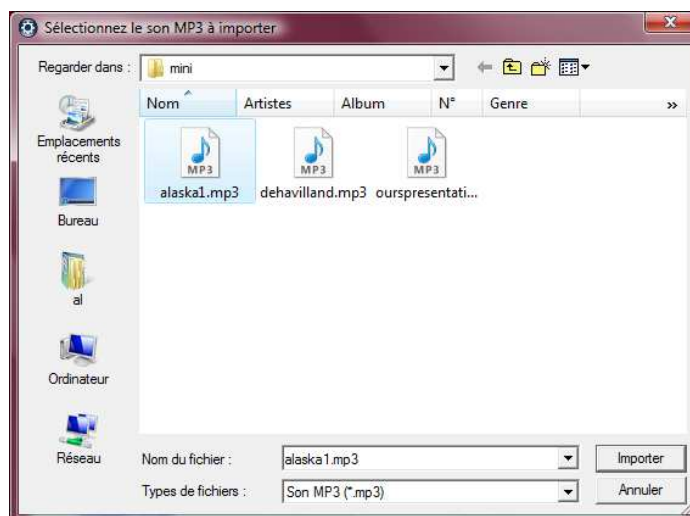 Sélectionnez le son MP3 à importer
Regarder dans : mini
Nom Artistes Album N° Genre »
Emplacements
récents
Bureau
al
Ordinateur
Réseau
MP3 MP3 MP3
alaska1.mp3 dehavilland.mp3 ourspresentati...
Nom du fichier : alaska1.mp3 Importer
Types de fichiers : Son MP3 (*.mp3) Annuler